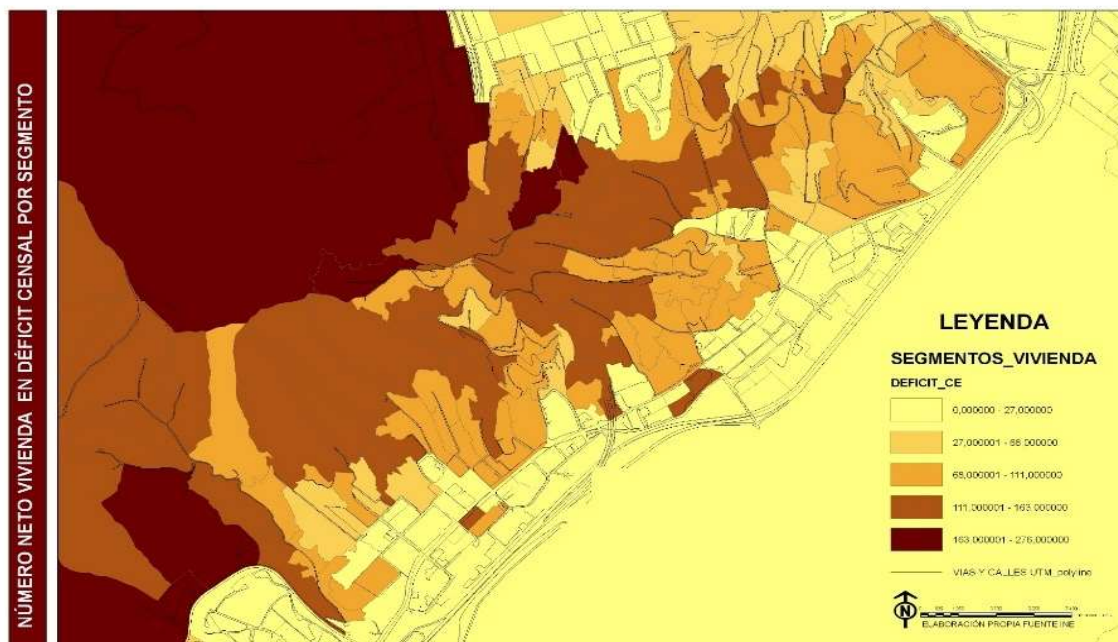 NÚMERO NETO VIVIENDA EN DÉFICIT CENSAL POR SEGMENTO
LEYENDA
SEGMENTOS_VIVIENDA
DEFICIT_CE
0,000000 - 27,000000
27,000001 - 68,000000
68,000001 - 111,000000
111,000001 - 163,000000
163,000001 - 276,000000
VIAS Y CALLES UTM_polyline
N
ELABORACIÓN PROPIA FUENTE INE